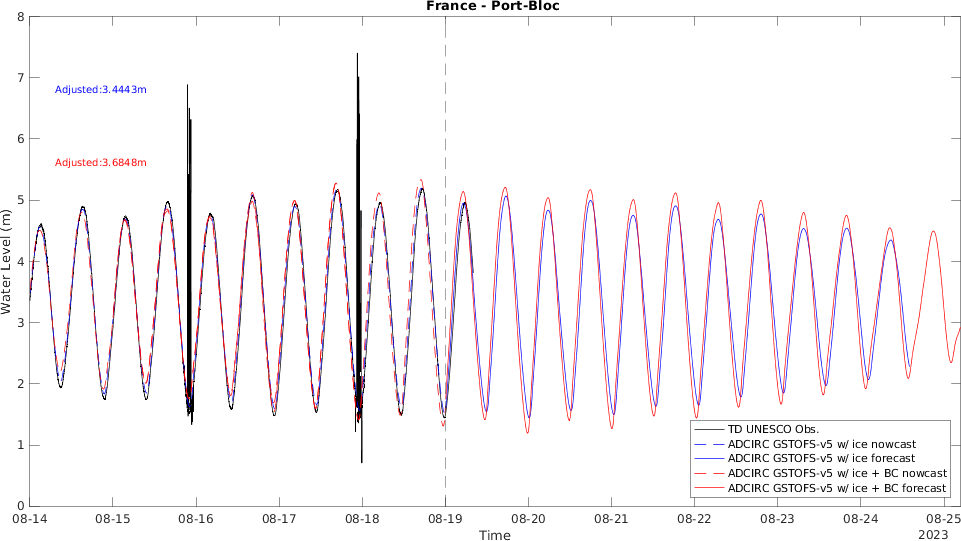 France - Port-Bloc
8
7
6
5
4
3
2
1
0
Water Level (m)
Adjusted:3.4443m
Adjusted:3.6848m
TD UNESCO Obs.
ADCIRC GSTOFS-v5 w/ ice nowcast
ADCIRC GSTOFS-v5 w/ ice forecast
ADCIRC GSTOFS-v5 w/ ice + BC nowcast
ADCIRC GSTOFS-v5 w/ ice + BC forecast
08-14 08-15 08-16 08-17 08-18 08-19 08-20 08-21 08-22 08-23 08-24 08-25
Time
2023